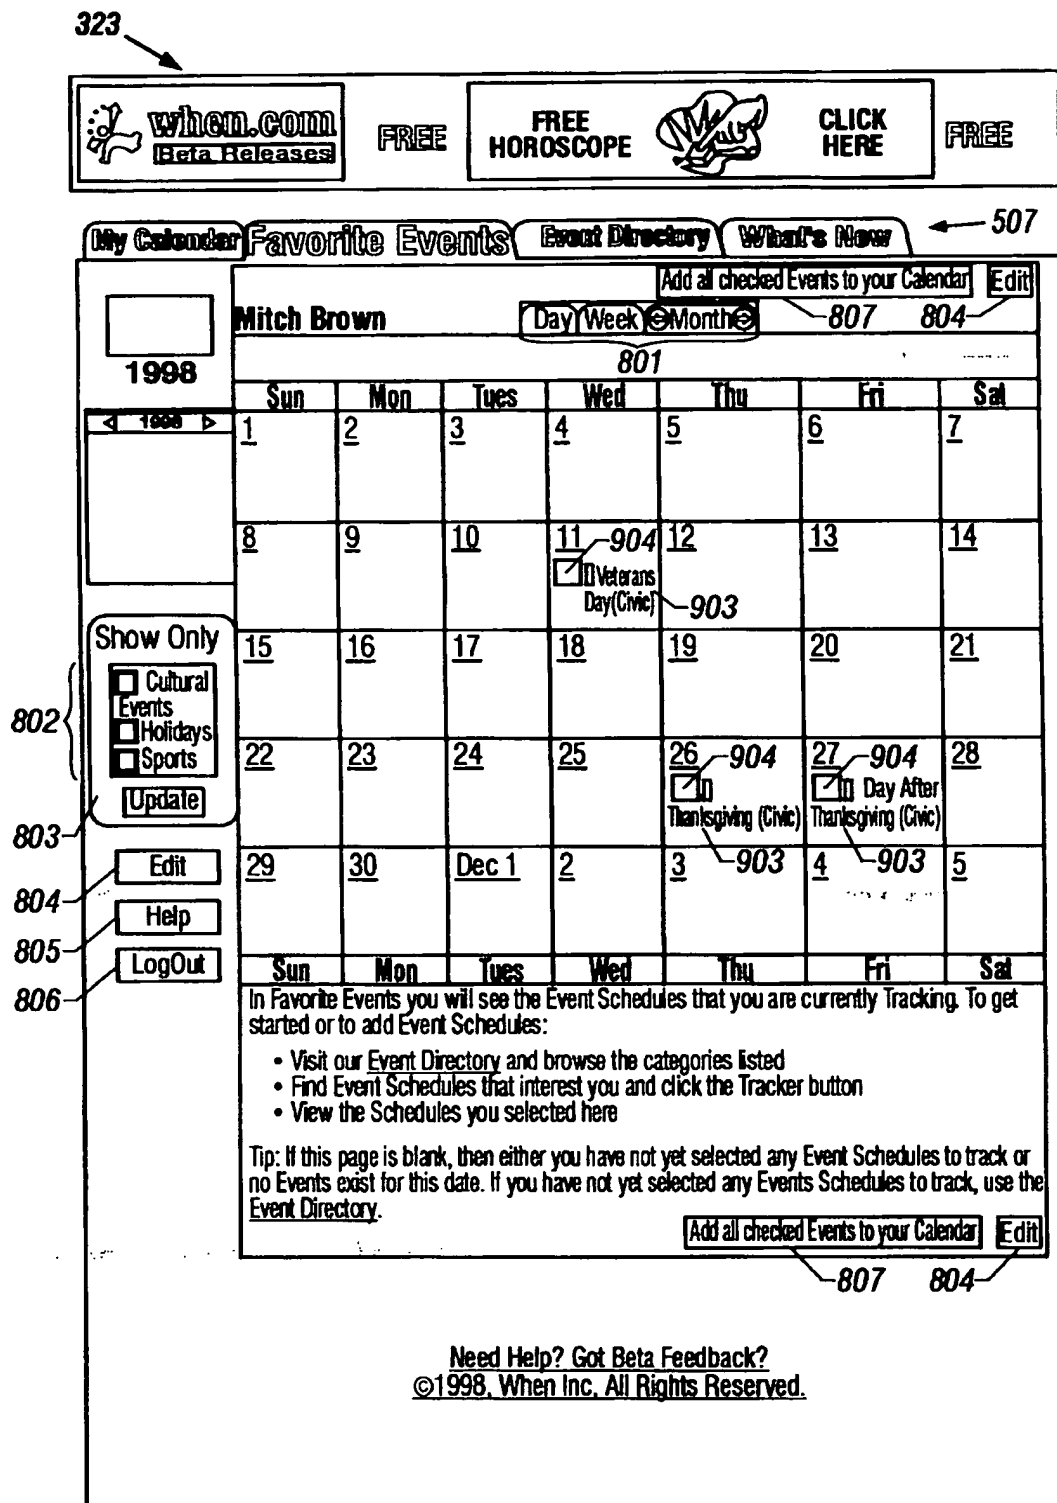 323
when.com
Beta Releases
FREE
FREE HOROSCOPE
CLICK HERE
FREE
My Calendar Favorite Events Event Directory What's New
507
Add all checked Events to your Calendar Edit
1998
Mitch Brown
Day Week Month
807 804
801
Sun Mon Tues Wed Thu Fri Sat
1998
1 2 3 4 5 6 7
8 9 10 11 12 13 14
904
Veterans
Day(Civic)
903
Show Only
15 16 17 18 19 20 21
802
Cultural
Events
Holidays
Sports
22 23 24 25 26 27 28
904 904
Update
Day After
Thanksgiving (Civic) Thanksgiving (Civic)
803
903 903
Edit
29 30 Dec 1 2 3 4 5
804
Help
805
LogOut
806
Sun Mon Tues Wed Thu Fri Sat
In Favorite Events you will see the Event Schedules that you are currently Tracking. To get
started or to add Event Schedules:
• Visit our Event Directory and browse the categories listed
• Find Event Schedules that interest you and click the Tracker button
• View the Schedules you selected here
Tip: If this page is blank, then either you have not yet selected any Event Schedules to track or
no Events exist for this date. If you have not yet selected any Events Schedules to track, use the
Event Directory.
Add all checked Events to your Calendar Edit
807 804
Need Help? Got Beta Feedback?
©1998, When Inc, All Rights Reserved.